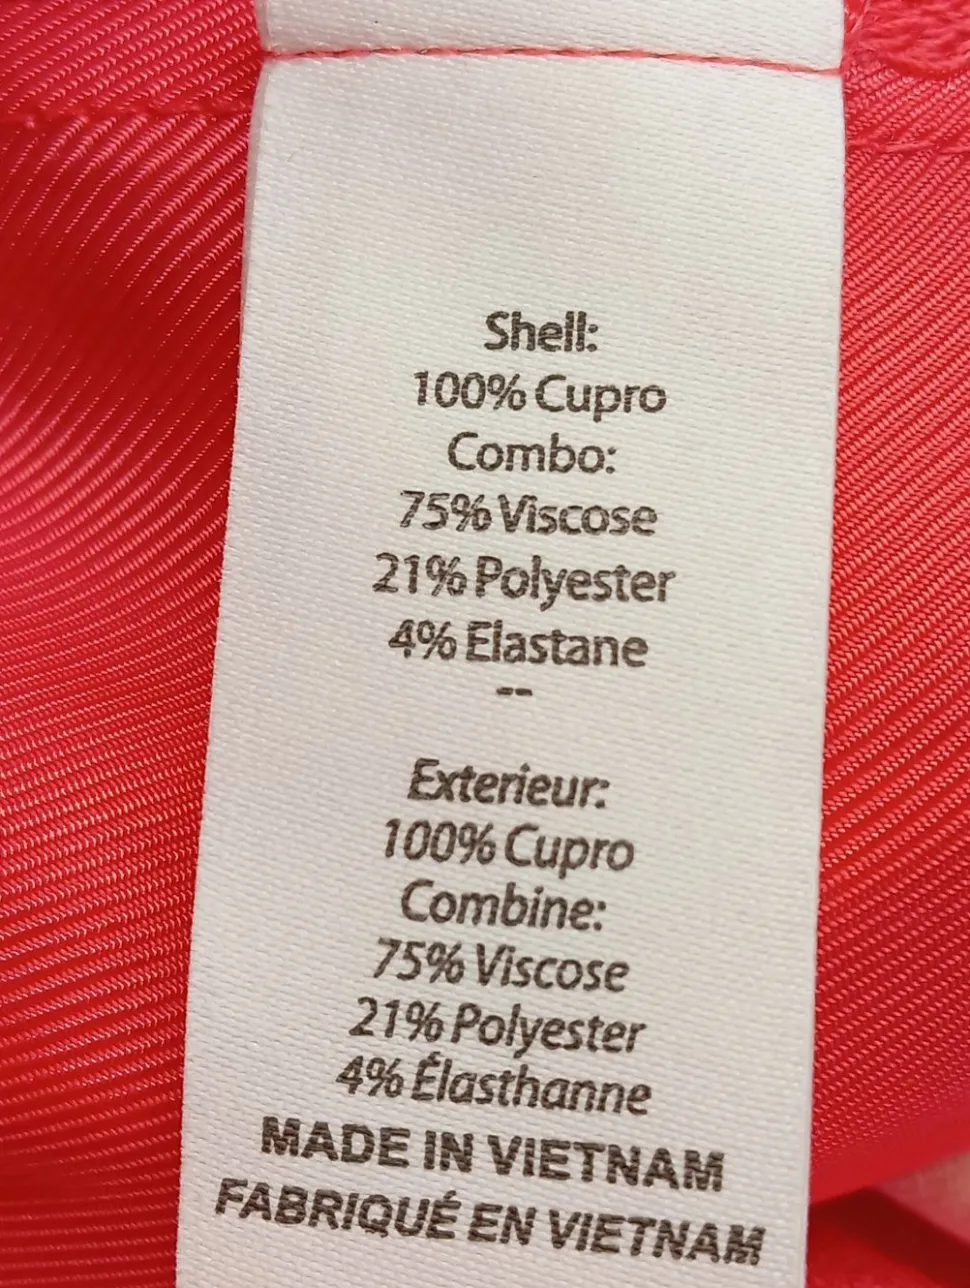 Shell:
100% Cupro
Combo:
75% Viscose
21% Polyester
4% Elastane
--
Exterieur:
100% Cupro
Combine:
75% Viscose
21% Polyester
4% Élasthanne
MADE IN VIETNAM
FABRIQUÉ EN VIETNAM